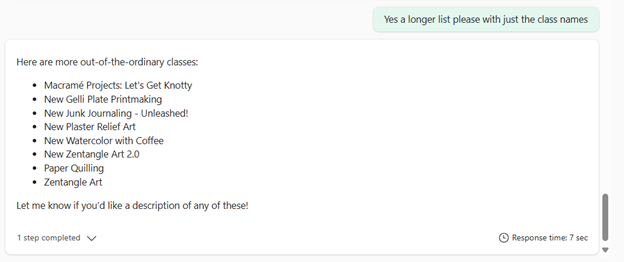 Yes a longer list please with just the class names
Here are more out-of-the-ordinary classes:
• Macramé Projects: Let's Get Knotty
• New Gelli Plate Printmaking
• New Junk Journaling - Unleashed!
• New Plaster Relief Art
• New Watercolor with Coffee
• New Zentangle Art 2.0
• Paper Quilling
• Zentangle Art
Let me know if you'd like a description of any of these!
1 step completed
Response time: 7 sec